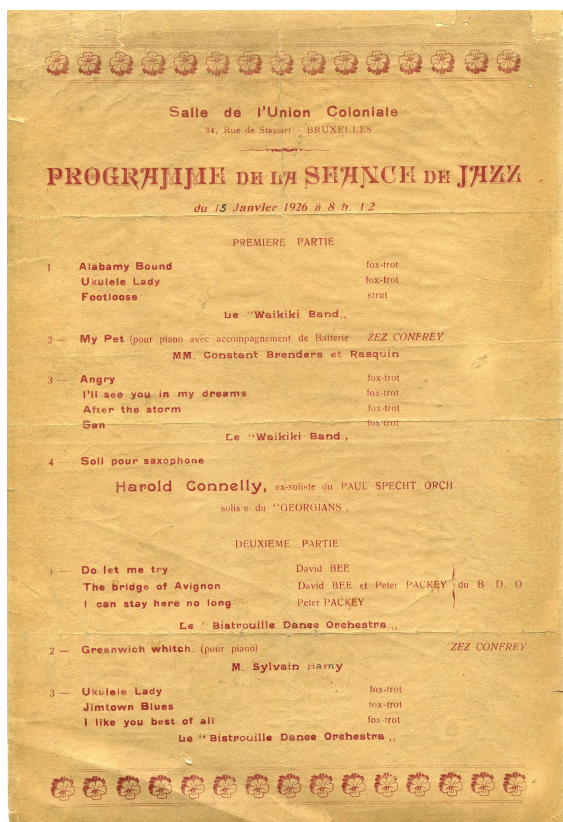 Salle de l'Union Coloniale
34, Rue de Stassart - BRUXELLES
PROGRAMME DE LA SEANCE DE JAZZ
du 15 Janvier 1926 à 8 h. 1/2
PREMIERE PARTIE
1 Alabamy Bound fox-trot
Ukulele Lady fox-trot
Footloose strut
Le "Waikiki Band,,
2 — My Pet (pour piano avec accompagnement de Batterie ZEZ CONFREY
MM. Constant Brenders et Rasquin
3 — Angry fox-trot
I'll see you in my dreams fox-trot
After the storm fox-trot
San fox-trot
Le "Waikiki Band,,
4 — Soli pour saxophone
Harold Connelly, ex-soliste du PAUL SPECHT ORCH.
solis e du "GEORGIANS,
DEUXIEME PARTIE
1 — Do let me try David BEE
The bridge of Avignon David BEE et Peter PACKEY du B. D. O
I can stay here no long Peter PACKEY
Le " Bistrouille Dance Orchestra ,,
2 — Greenwich whitch. (pour piano) ZEZ CONFREY
M. Sylvain Hamy
3 — Ukulele Lady fox-trot
Jimtown Blues fox-trot
I like you best of all fox-trot
Le " Bistrouille Dance Orchestra ,,